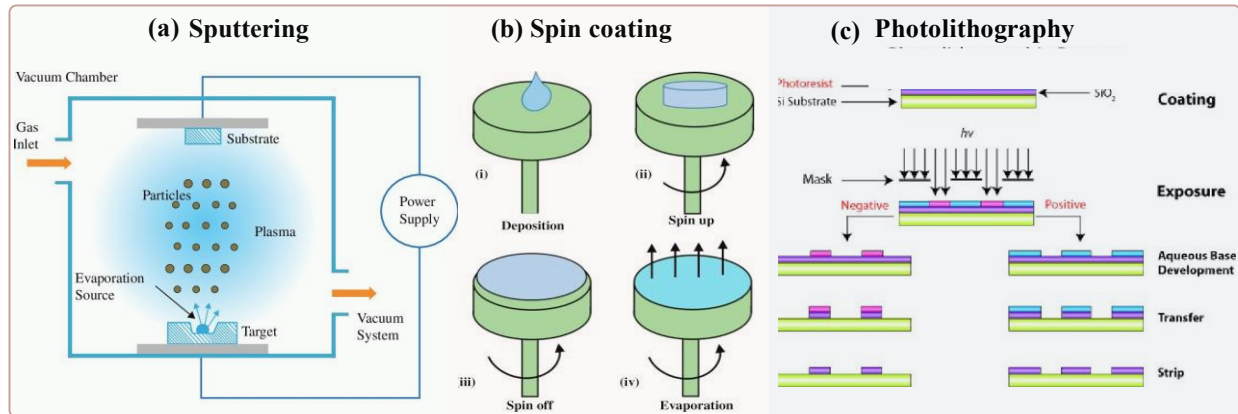 (a) Sputtering
Vacuum Chamber
Gas
Inlet
Substrate
Particles
Plasma
Power
Supply
Evaporation
Source
Target
Vacuum
System
(b) Spin coating
(i)
Deposition
(ii)
Spin up
iii)
Spin off
(iv)
Evaporation
(c) Photolithography
Photoresist
Si Substrate
SiO2
Coating
hν
Mask
Exposure
Negative
Positive
Aqueous Base
Development
Transfer
Strip